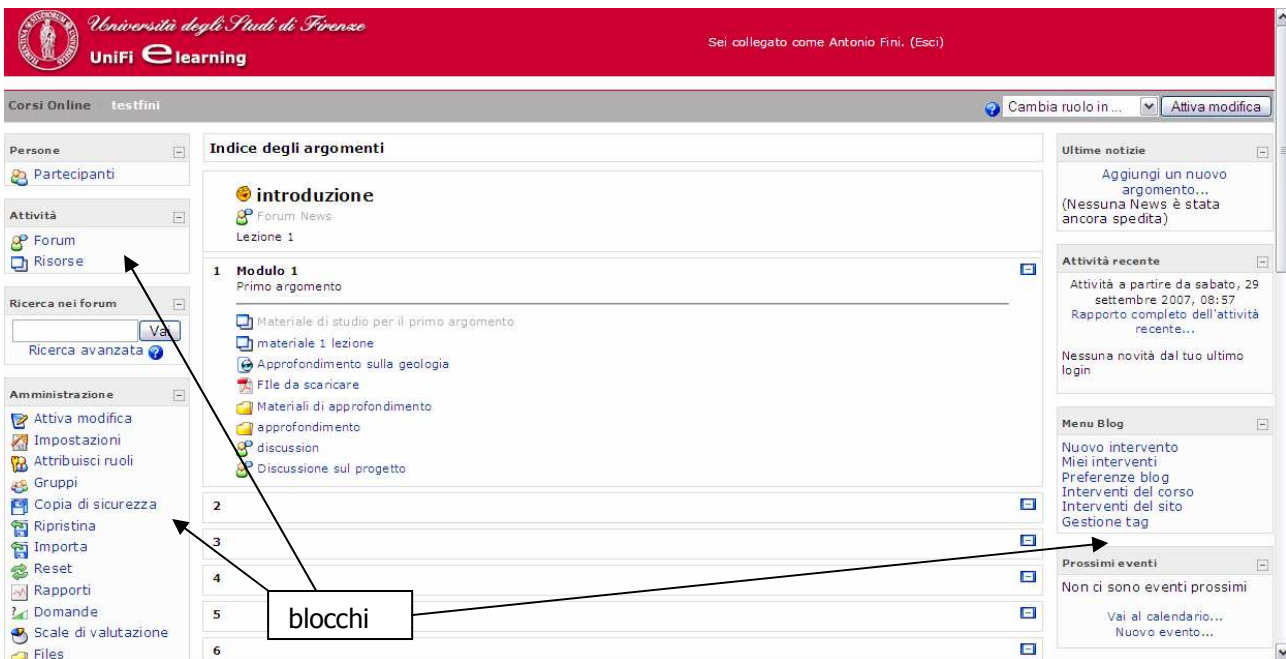 Università degli Studi di Firenze
UniFi elearning
Sei collegato come Antonio Fini. (Esci)
Corsi Online testfini
Cambia ruolo in ...
Attiva modifica
Persone
Partecipanti
Attività
Forum
Risorse
Ricerca nei forum
Vai
Ricerca avanzata
Amministrazione
Attiva modifica
Impostazioni
Attribuisci ruoli
Gruppi
Copia di sicurezza
Ripristina
Importa
Reset
Rapporti
Domande
Scale di valutazione
Files
Indice degli argomenti
introduzione
Forum News
Lezione 1
1 Modulo 1
Primo argomento
Materiale di studio per il primo argomento
materiale 1 lezione
Approfondimento sulla geologia
FIle da scaricare
Materiali di approfondimento
approfondimento
discussion
Discussione sul progetto
2
3
4
5
6
blocchi
Ultime notizie
Aggiungi un nuovo
argomento...
(Nessuna News è stata
ancora spedita)
Attività recente
Attività a partire da sabato, 29
settembre 2007, 08:57
Rapporto completo dell'attività
recente...
Nessuna novità dal tuo ultimo
login
Menu Blog
Nuovo intervento
Miei interventi
Preferenze blog
Interventi del corso
Interventi del sito
Gestione tag
Prossimi eventi
Non ci sono eventi prossimi
Vai al calendario...
Nuovo evento...